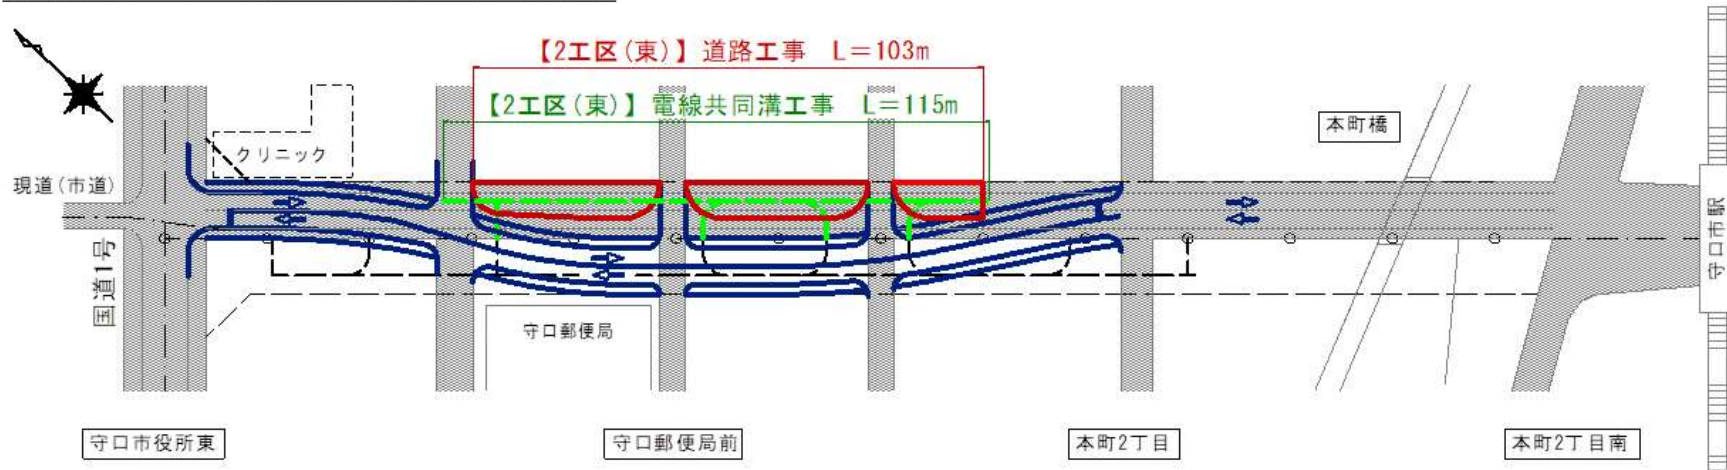 【2工区(東)】道路工事 L=103m
【2工区(東)】電線共同溝工事 L=115m
本町橋
クリニック
現道(市道)
国道1号
守口市駅
守口郵便局
守口市役所東
守口郵便局前
本町2丁目
本町2丁目南